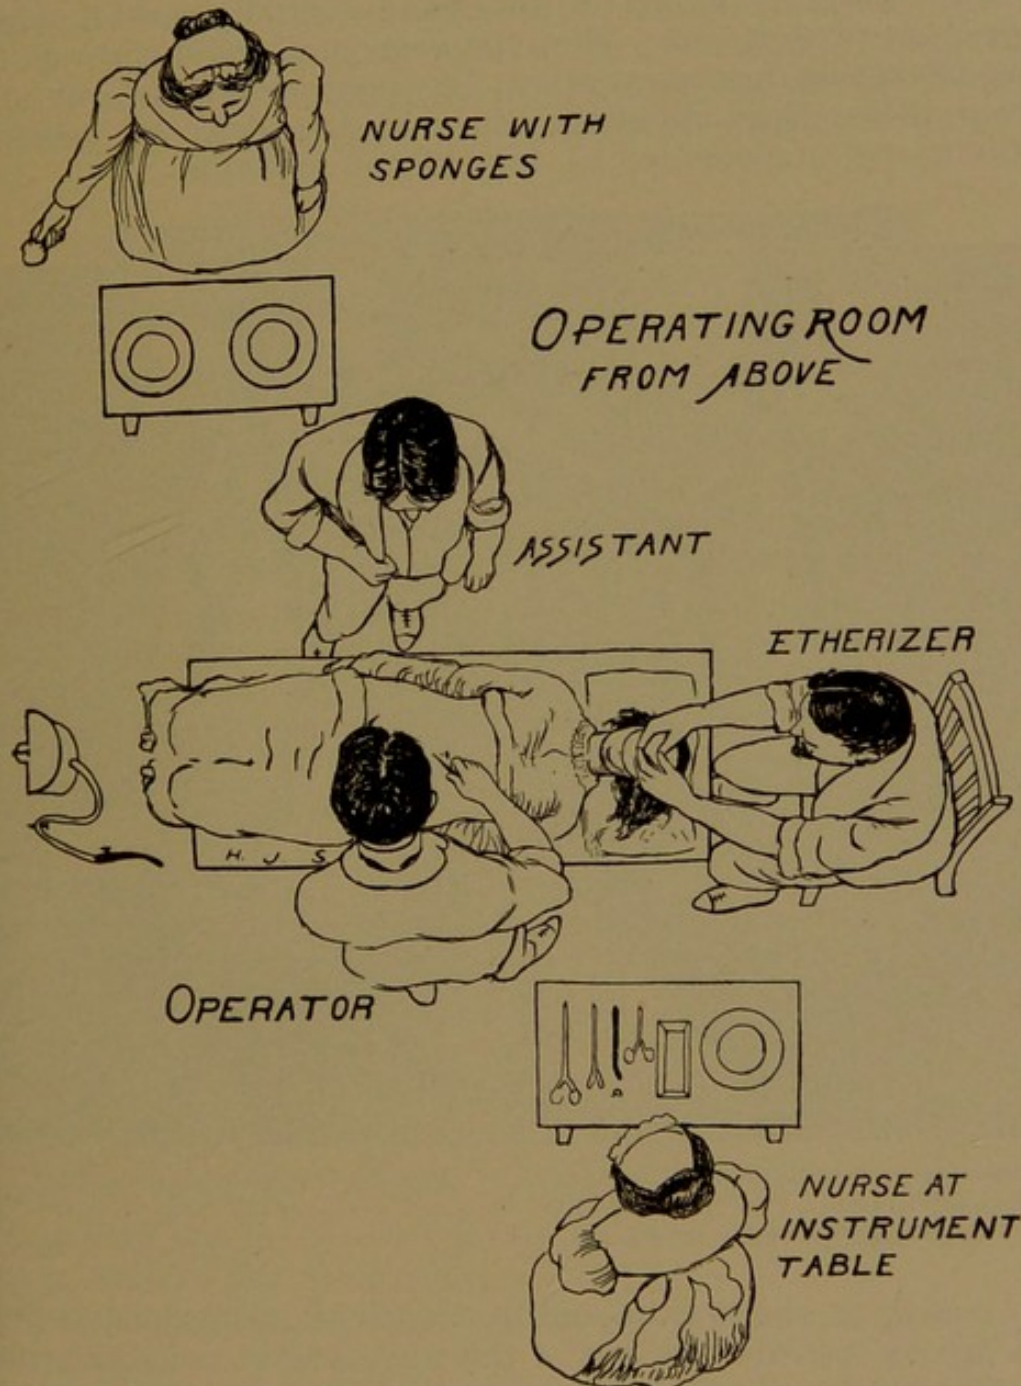 NURSE WITH
SPONGES
OPERATING ROOM
FROM ABOVE
ASSISTANT
ETHERIZER
H. J S
OPERATOR
NURSE AT
INSTRUMENT
TABLE